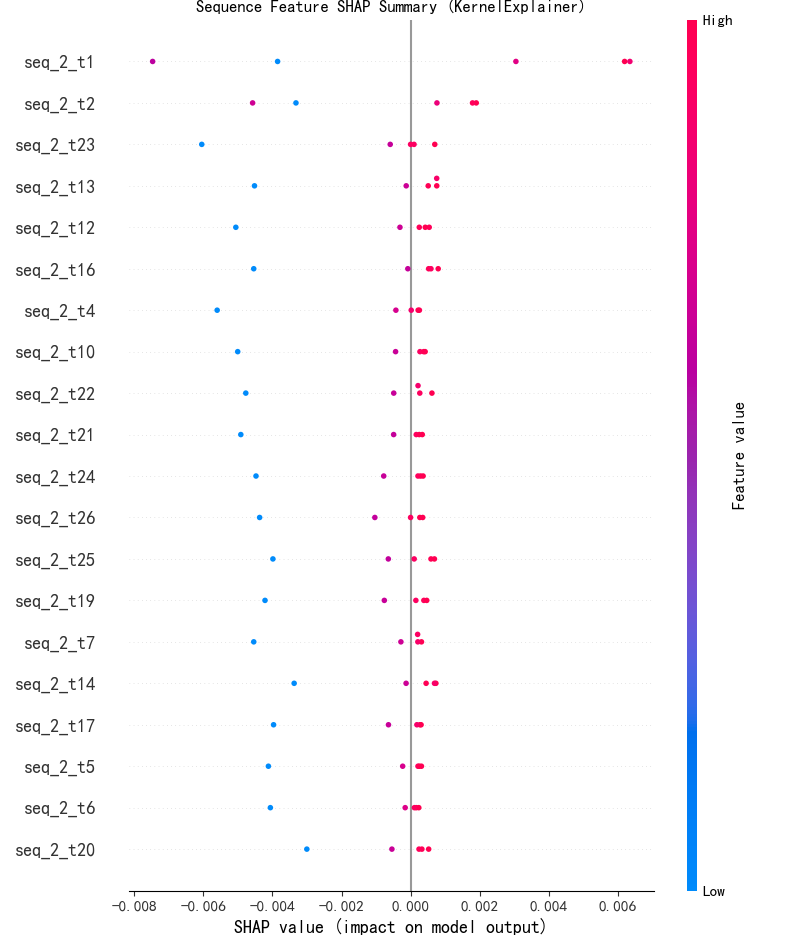 Sequence Feature SHAP Summary (KernelExplainer)
High
seq_2_t1
seq_2_t2
seq_2_t23
seq_2_t13
seq_2_t12
seq_2_t16
seq_2_t4
seq_2_t10
seq_2_t22
seq_2_t21
seq_2_t24
seq_2_t26
seq_2_t25
seq_2_t19
seq_2_t7
seq_2_t14
seq_2_t17
seq_2_t5
seq_2_t6
seq_2_t20
Feature value
Low
-0.008 -0.006 -0.004 -0.002 0.000 0.002 0.004 0.006
SHAP value (impact on model output)